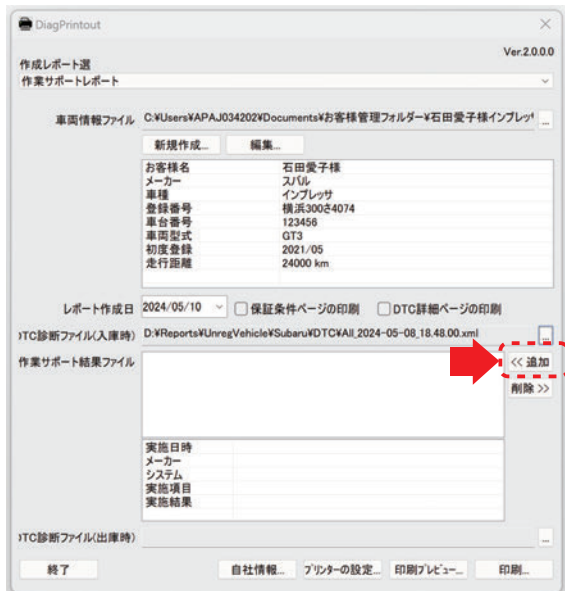 DiagPrintout
Ver.2.0.0.0
作成レポート選
作業サポートレポート
車両情報ファイル C:¥Users¥APAJ034202¥Documents¥お客様管理フォルダー¥石田愛子様インプレッサ ...
新規作成... 編集...
お客様名 石田愛子様
メーカー スバル
車種 インプレッサ
登録番号 横浜300さ4074
車台番号 123456
車両型式 GT3
初度登録 2021/05
走行距離 24000 km
レポート作成日 2024/05/10 保証条件ページの印刷 DTC詳細ページの印刷
)TC診断ファイル(入庫時) D:¥Reports¥UnregVehicle¥Subaru¥DTC¥All_2024-05-08_18.48.00.xml ...
作業サポート結果ファイル << 追加
削除 >>
実施日時
メーカー
システム
実施項目
実施結果
)TC診断ファイル(出庫時) ...
終了 自社情報... プリンターの設定... 印刷プレビュー... 印刷...